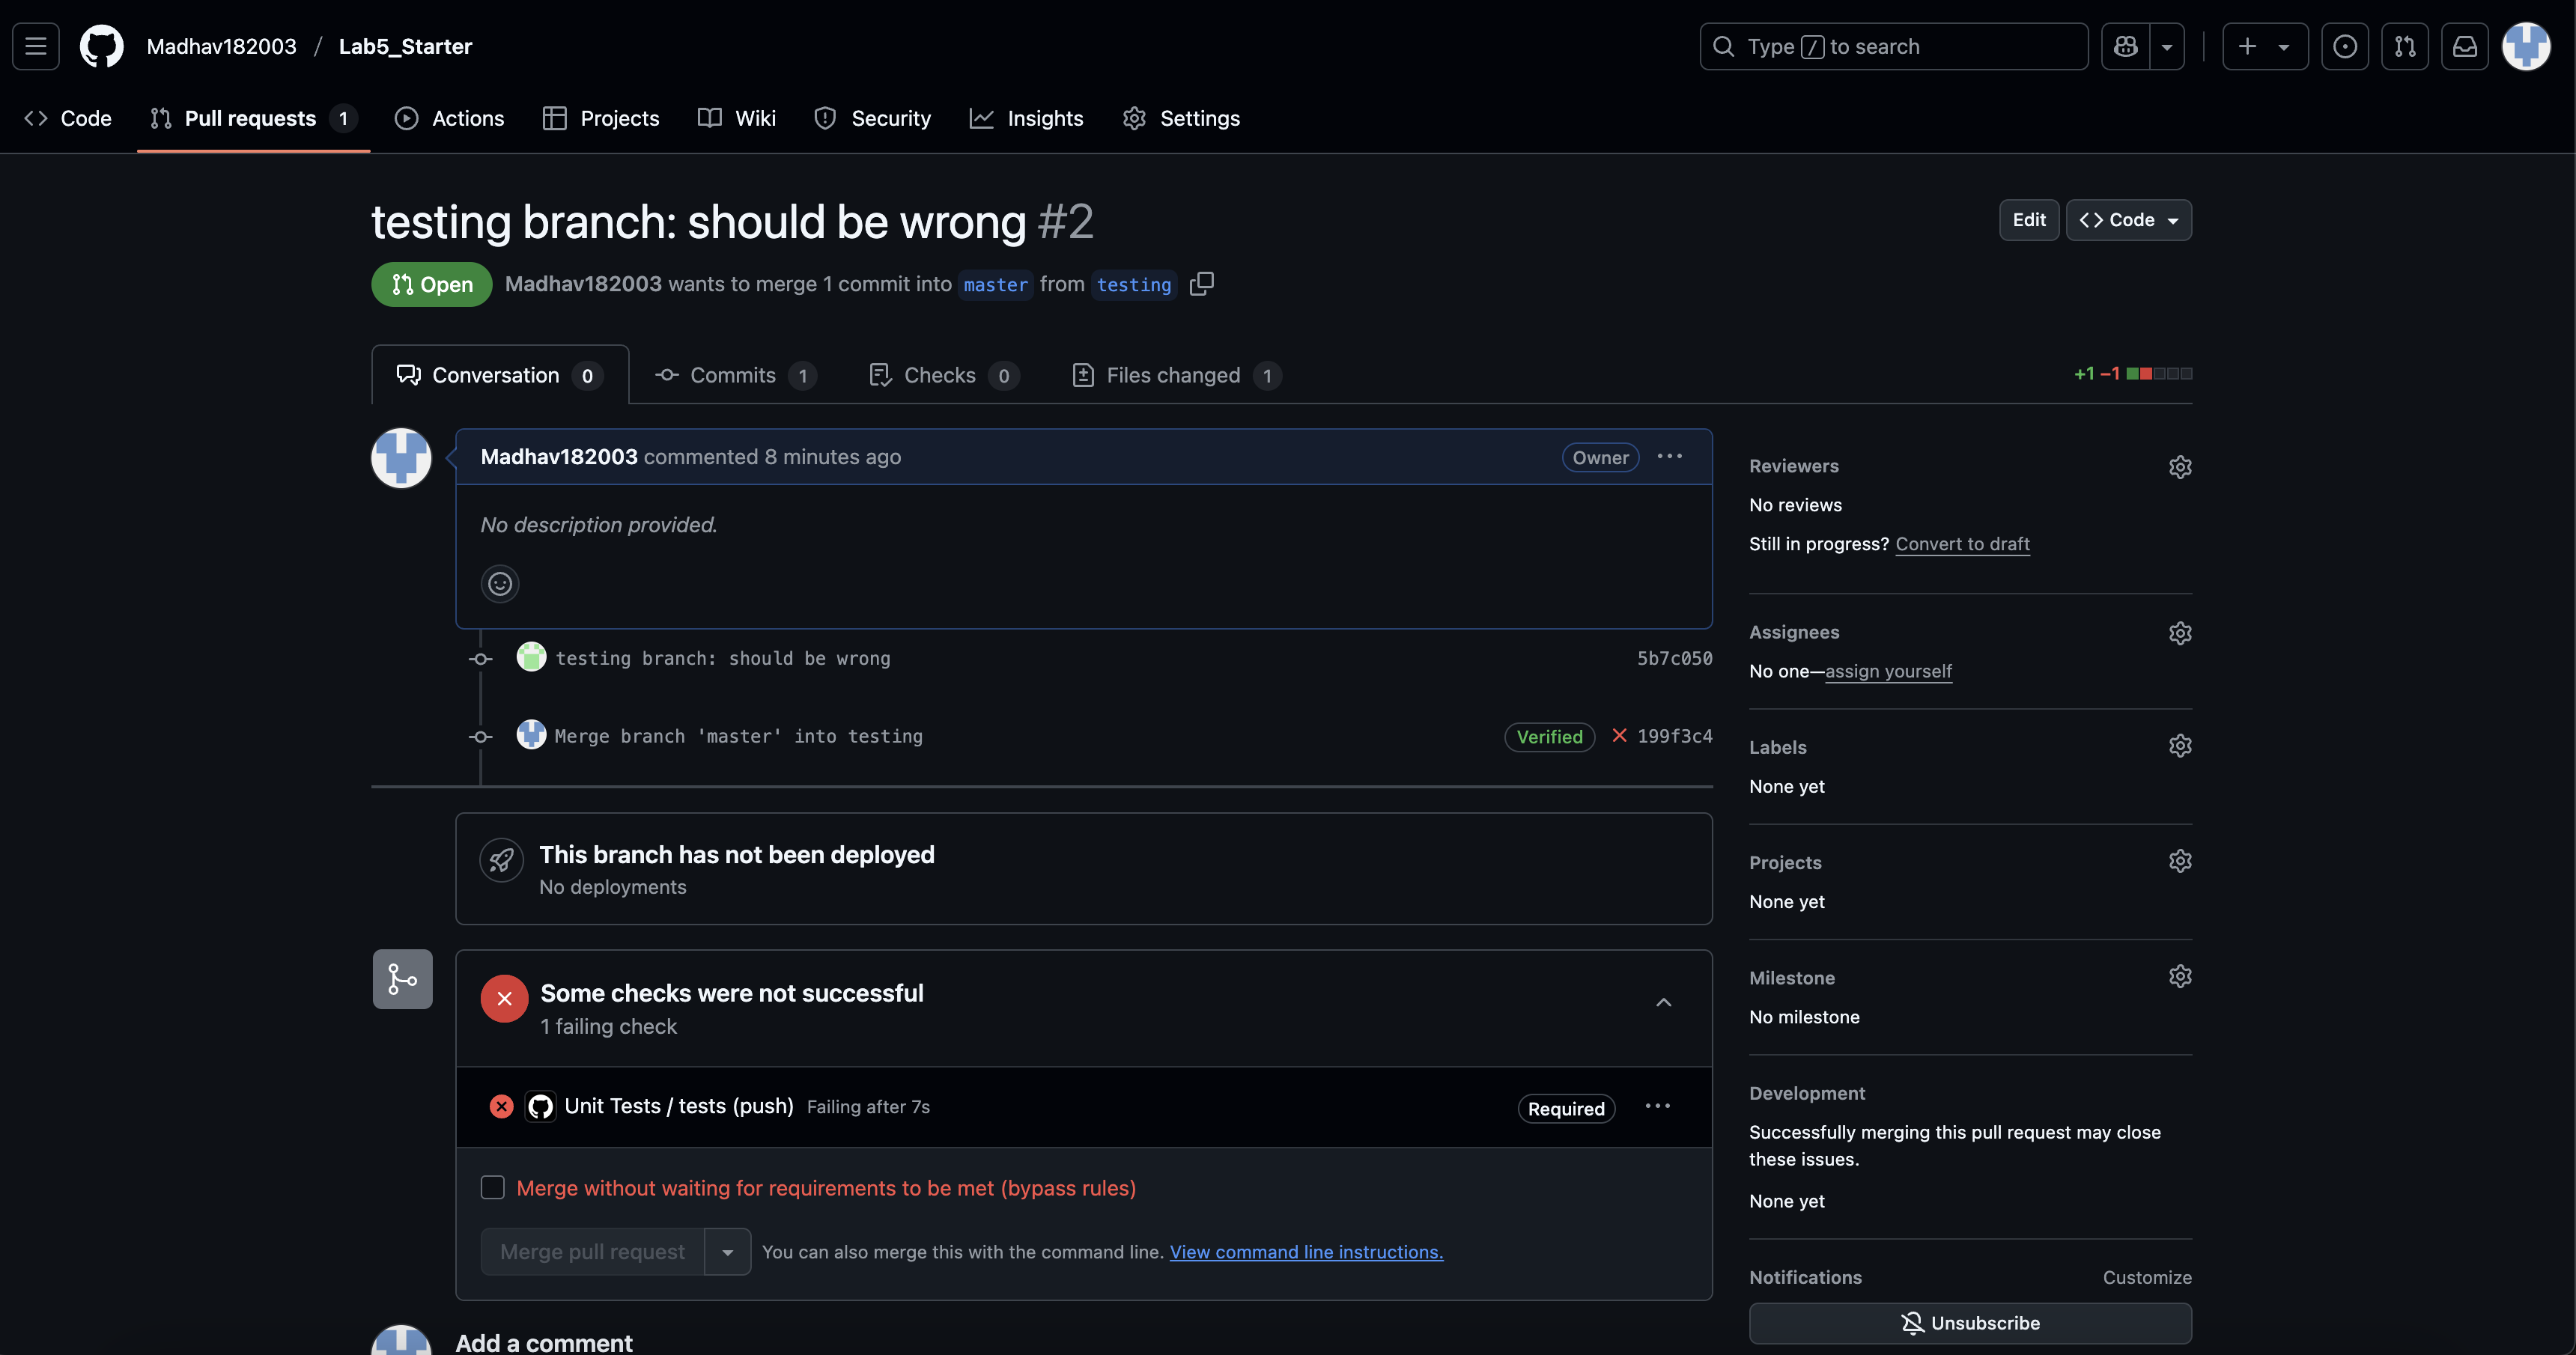 Madhav182003 / Lab5_Starter
Type / to search
Code
Pull requests 1
Actions
Projects
Wiki
Security
Insights
Settings
testing branch: should be wrong #2
Edit
Code
Open
Madhav182003 wants to merge 1 commit into master from testing
Conversation 0
Commits 1
Checks 0
Files changed 1
+1 −1
Madhav182003 commented 8 minutes ago
Owner
No description provided.
testing branch: should be wrong
5b7c050
Merge branch 'master' into testing
Verified
199f3c4
This branch has not been deployed
No deployments
Some checks were not successful
1 failing check
Unit Tests / tests (push) Failing after 7s
Required
Merge without waiting for requirements to be met (bypass rules)
Merge pull request
You can also merge this with the command line. View command line instructions.
Add a comment
Reviewers
No reviews
Still in progress? Convert to draft
Assignees
No one—assign yourself
Labels
None yet
Projects
None yet
Milestone
No milestone
Development
Successfully merging this pull request may close
these issues.
None yet
Notifications
Customize
Unsubscribe